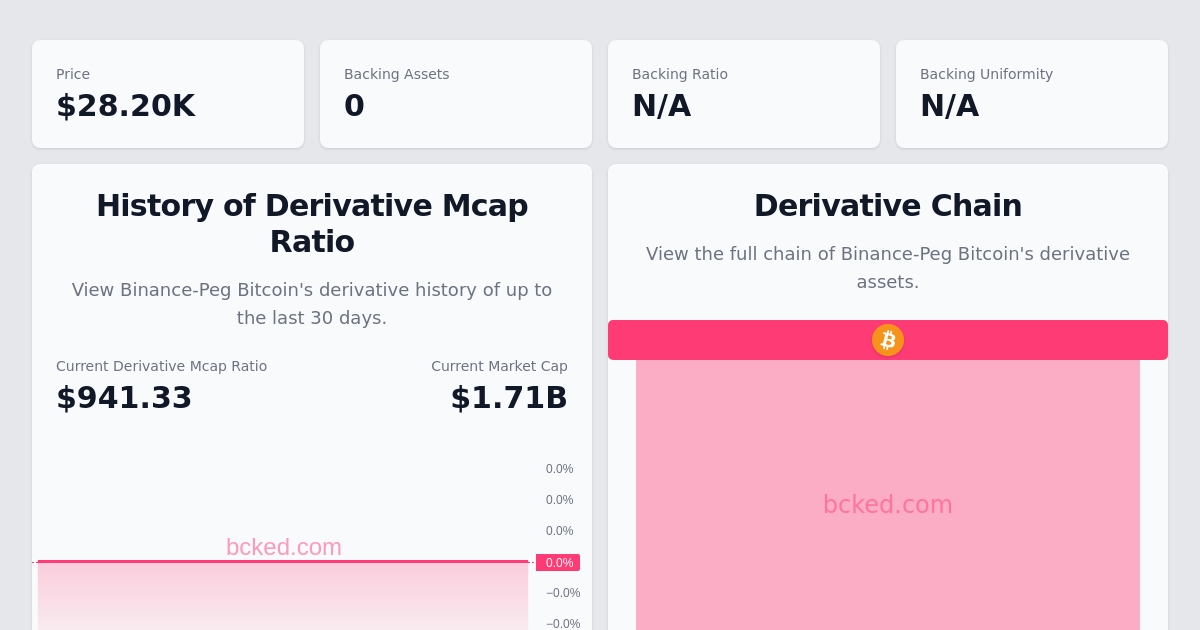 Price
$28.20K
Backing Assets
0
Backing Ratio
N/A
Backing Uniformity
N/A
History of Derivative Mcap
Ratio
View Binance-Peg Bitcoin's derivative history of up to
the last 30 days.
Current Derivative Mcap Ratio
$941.33
Current Market Cap
$1.71B
0.0%
0.0%
0.0%
0.0%
−0.0%
−0.0%
bcked.com
Derivative Chain
View the full chain of Binance-Peg Bitcoin's derivative
assets.
bcked.com